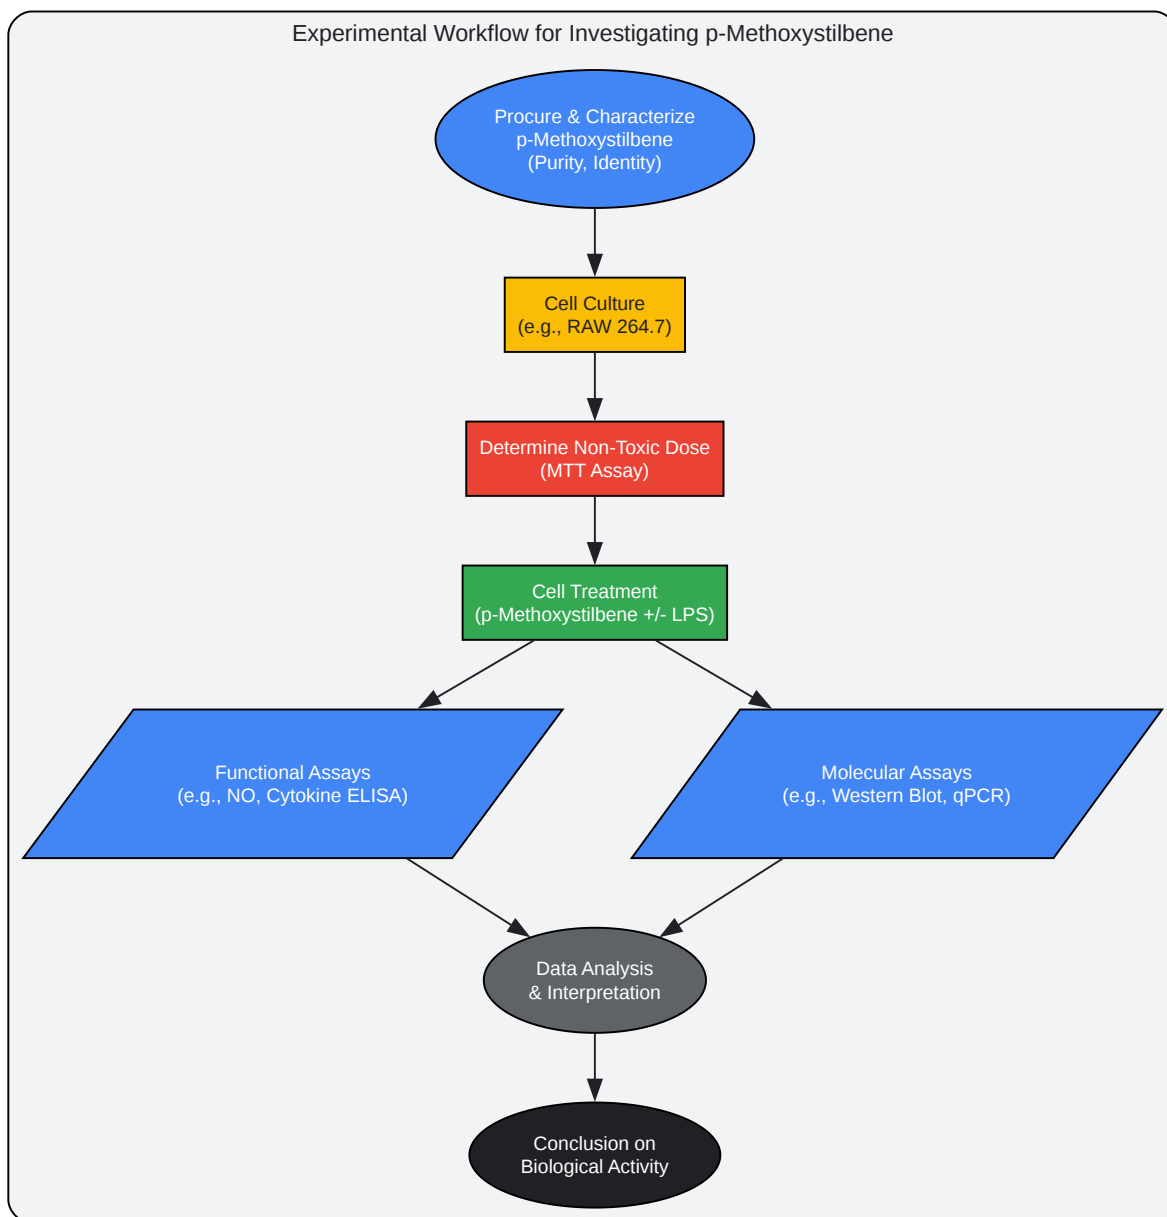 Experimental Workflow for Investigating p-Methoxystilbene
Procure & Characterize
p-Methoxystilbene
(Purity, Identity)
Cell Culture
(e.g., RAW 264.7)
Determine Non-Toxic Dose
(MTT Assay)
Cell Treatment
(p-Methoxystilbene +/- LPS)
Functional Assays
(e.g., NO, Cytokine ELISA)
Molecular Assays
(e.g., Western Blot, qPCR)
Data Analysis
& Interpretation
Conclusion on
Biological Activity